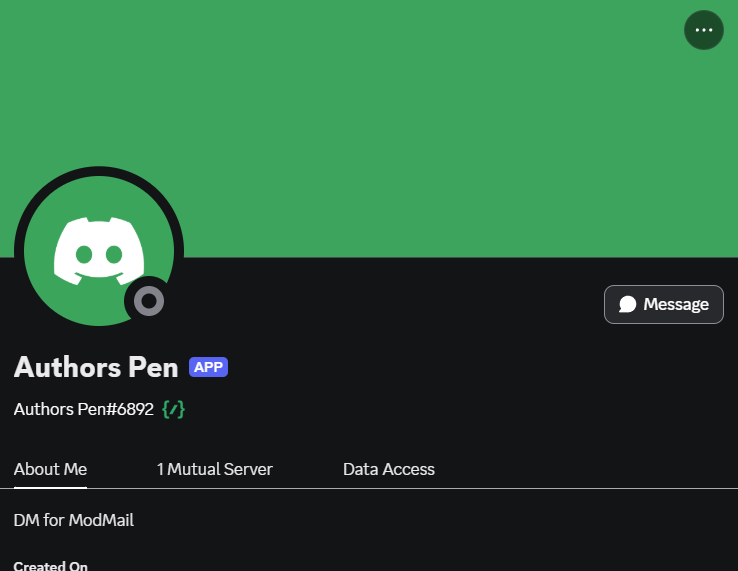 Message
Authors Pen APP
Authors Pen#6892 {/}
About Me 1 Mutual Server Data Access
DM for ModMail
Created On